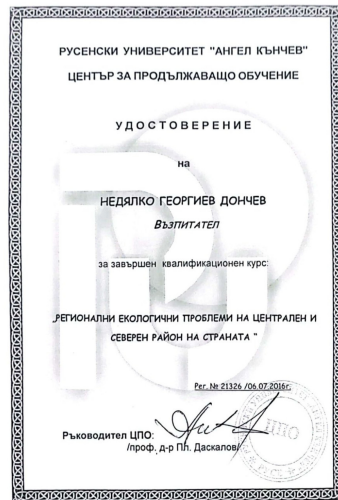 РУСЕНСКИ УНИВЕРСИТЕТ "АНГЕЛ КЪНЧЕВ"
ЦЕНТЪР ЗА ПРОДЪЛЖАВАЩО ОБУЧЕНИЕ
УДОСТОВЕРЕНИЕ
на
НЕДЯЛКО ГЕОРГИЕВ ДОНЧЕВ
ВЪЗПИТАТЕЛ
за завършен квалификационен курс:
„РЕГИОНАЛНИ ЕКОЛОГИЧНИ ПРОБЛЕМИ НА ЦЕНТРАЛЕН И
СЕВЕРЕН РАЙОН НА СТРАНАТА "
Рег. № 21326 /06.07.2016г.
Ръководител ЦПО:
/проф. д-р Пл. Даскалов/
ЦПО